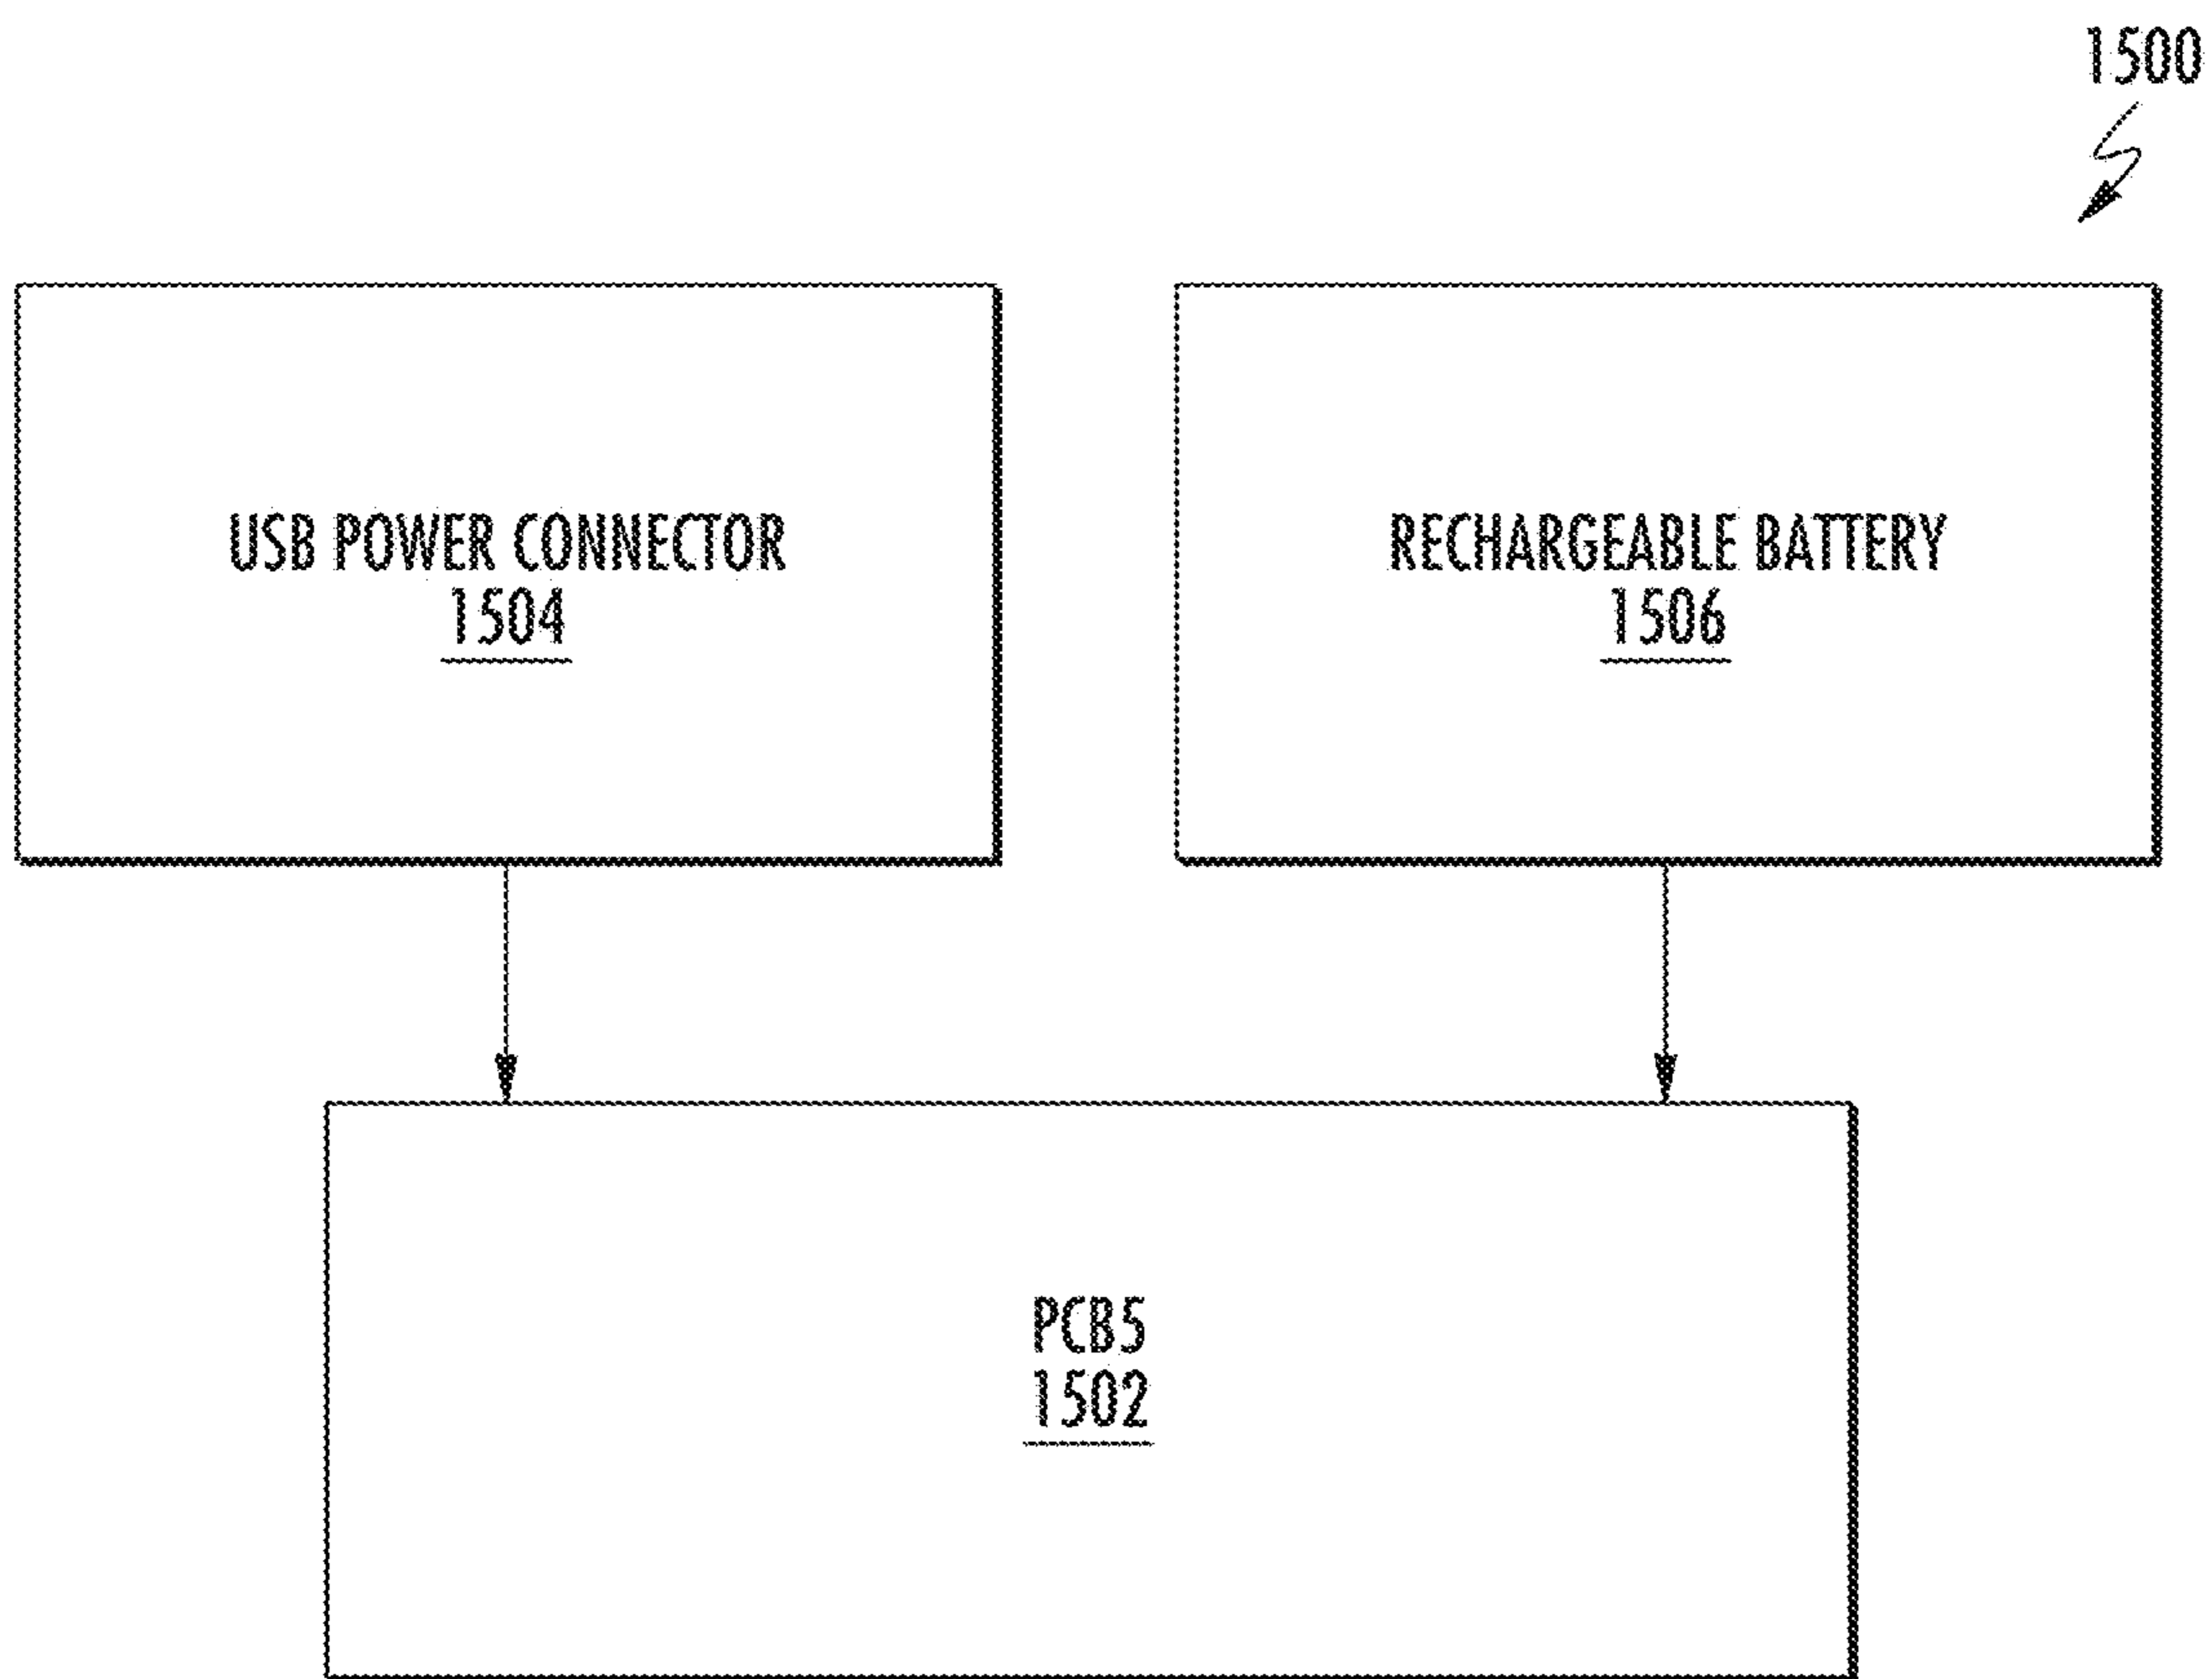 1500
USB POWER CONNECTOR
1504
RECHARGEABLE BATTERY
1506
PCB5
1502